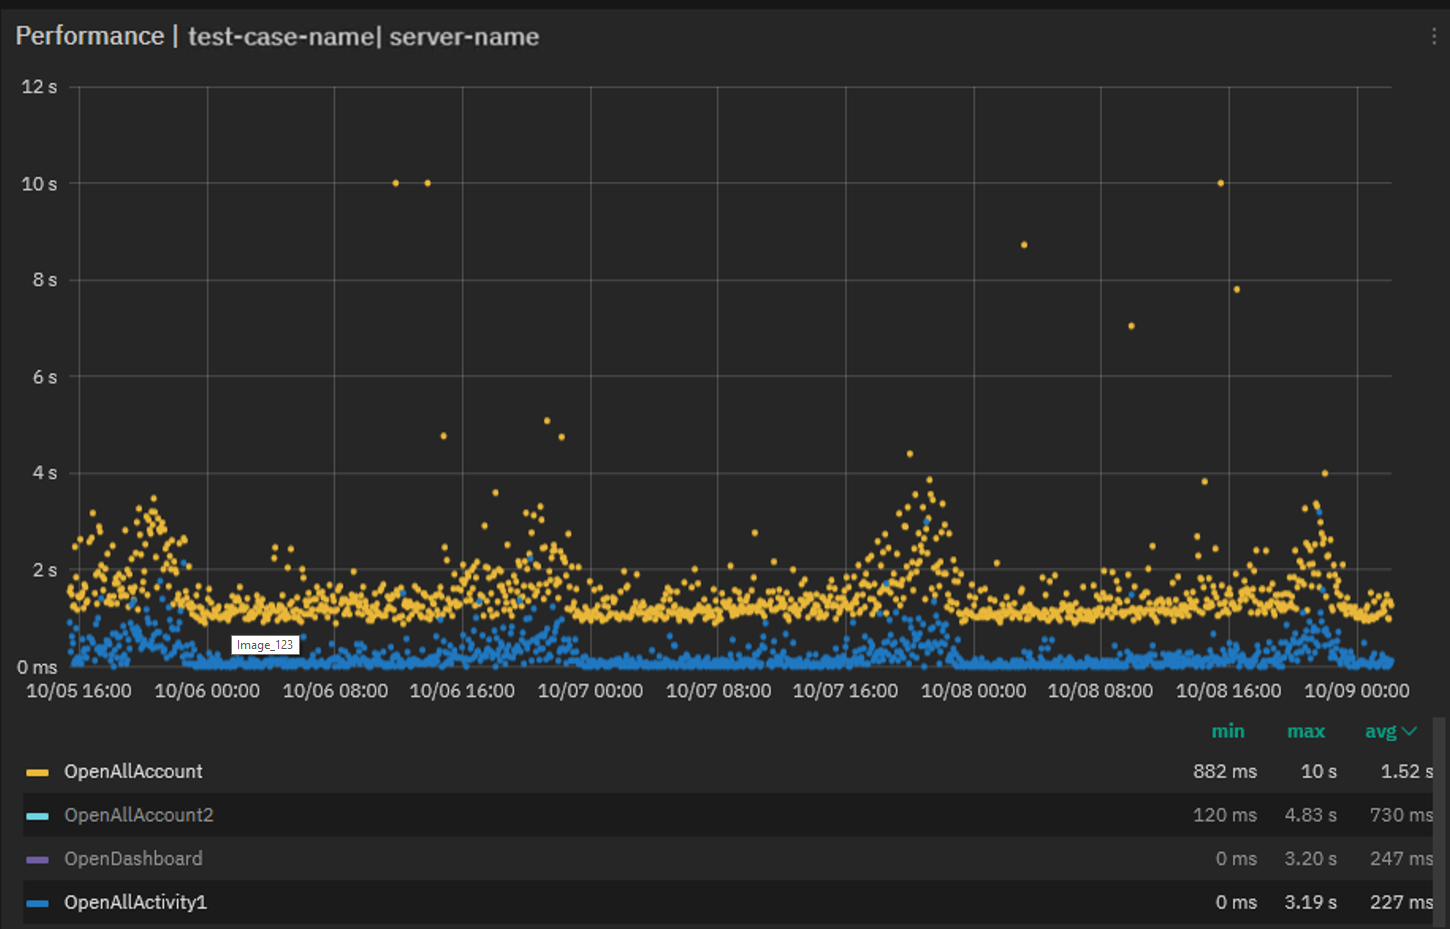 Performance | test-case-name| server-name
12 s
10 s
8 s
6 s
4 s
2 s
0 ms
Image_123
10/05 16:00 10/06 00:00 10/06 08:00 10/06 16:00 10/07 00:00 10/07 08:00 10/07 16:00 10/08 00:00 10/08 08:00 10/08 16:00 10/09 00:00
min max avg
OpenAllAccount 882 ms 10 s 1.52 s
OpenAllAccount2 120 ms 4.83 s 730 ms
OpenDashboard 0 ms 3.20 s 247 ms
OpenAllActivity1 0 ms 3.19 s 227 ms